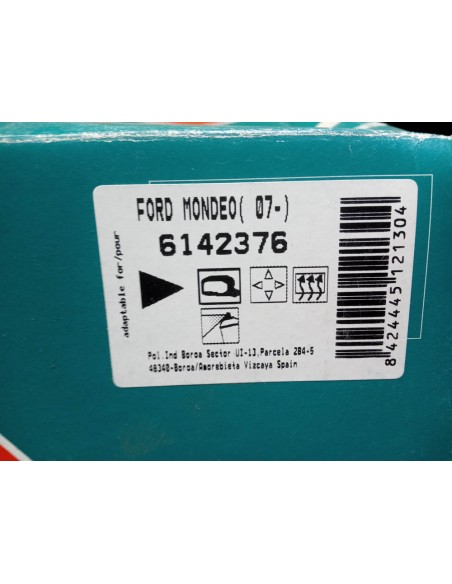 FORD MONDEO( 07-)
6142376
adaptable for/pour
Pol.Ind Boroa Sector UI-13,Parcela 2B4-5
48340-Boroa/Amorebieta Vizcaya Spain
8 424445 121304